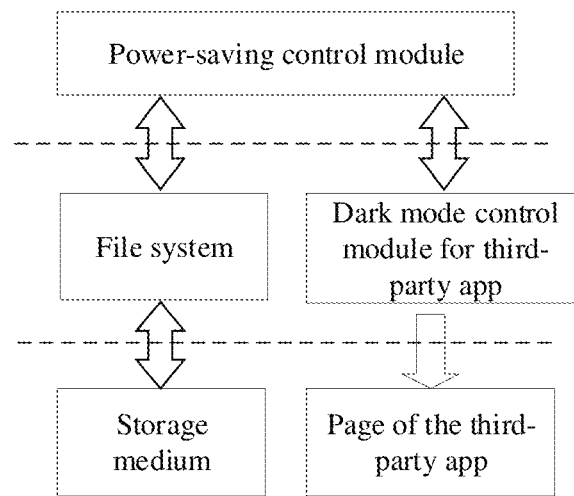 Power-saving control module
File system
Dark mode control
module for third-
party app
Storage
medium
Page of the third-
party app